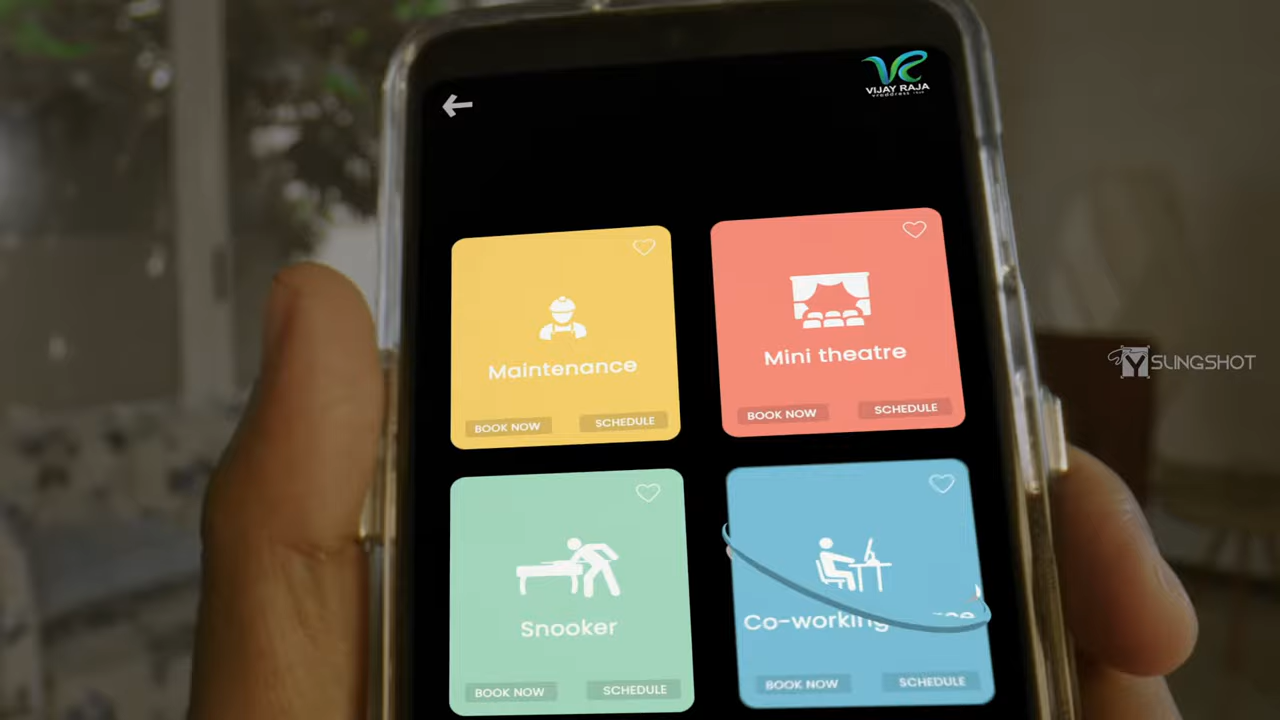 VIJAY RAJA
Maintenance
BOOK NOW
SCHEDULE
Mini theatre
BOOK NOW
SCHEDULE
SLINGSHOT
Snooker
BOOK NOW
SCHEDULE
Co-working
BOOK NOW
SCHEDULE